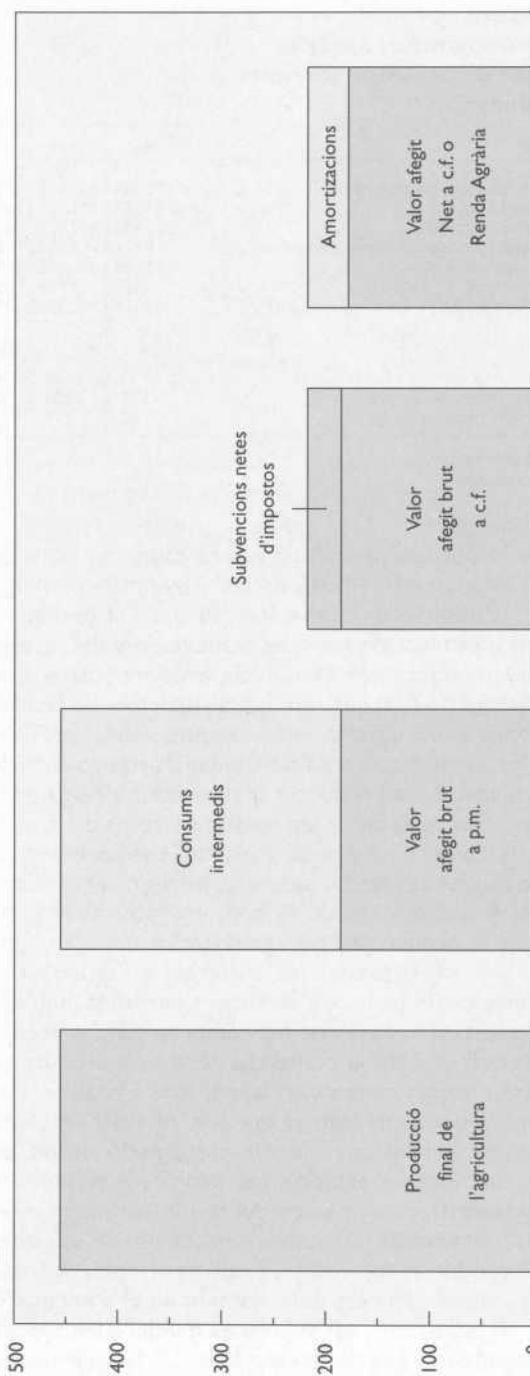 500
400
300
200
100
0
Producció
final de
l'agricultura
Consums
intermedis
Valor
afegit brut
a p.m.
Subvencions netes
d'impostos
Valor
afegit brut
a c.f.
Amortizacions
Valor afegit
Net a c.f. o
Renda Agrària